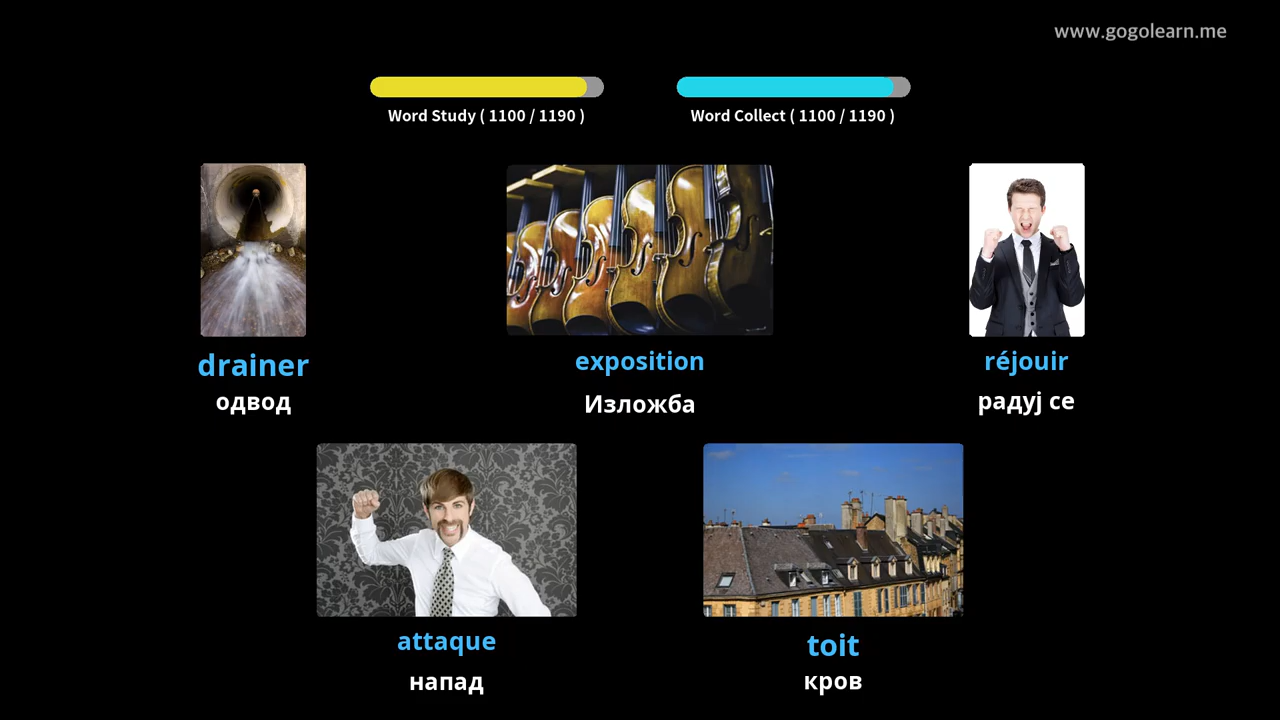 www.gogolearn.me
Word Study ( 1100 / 1190 )
Word Collect ( 1100 / 1190 )
drainer
одвод
exposition
Изложба
réjouir
радуј се
attaque
напад
toit
кров